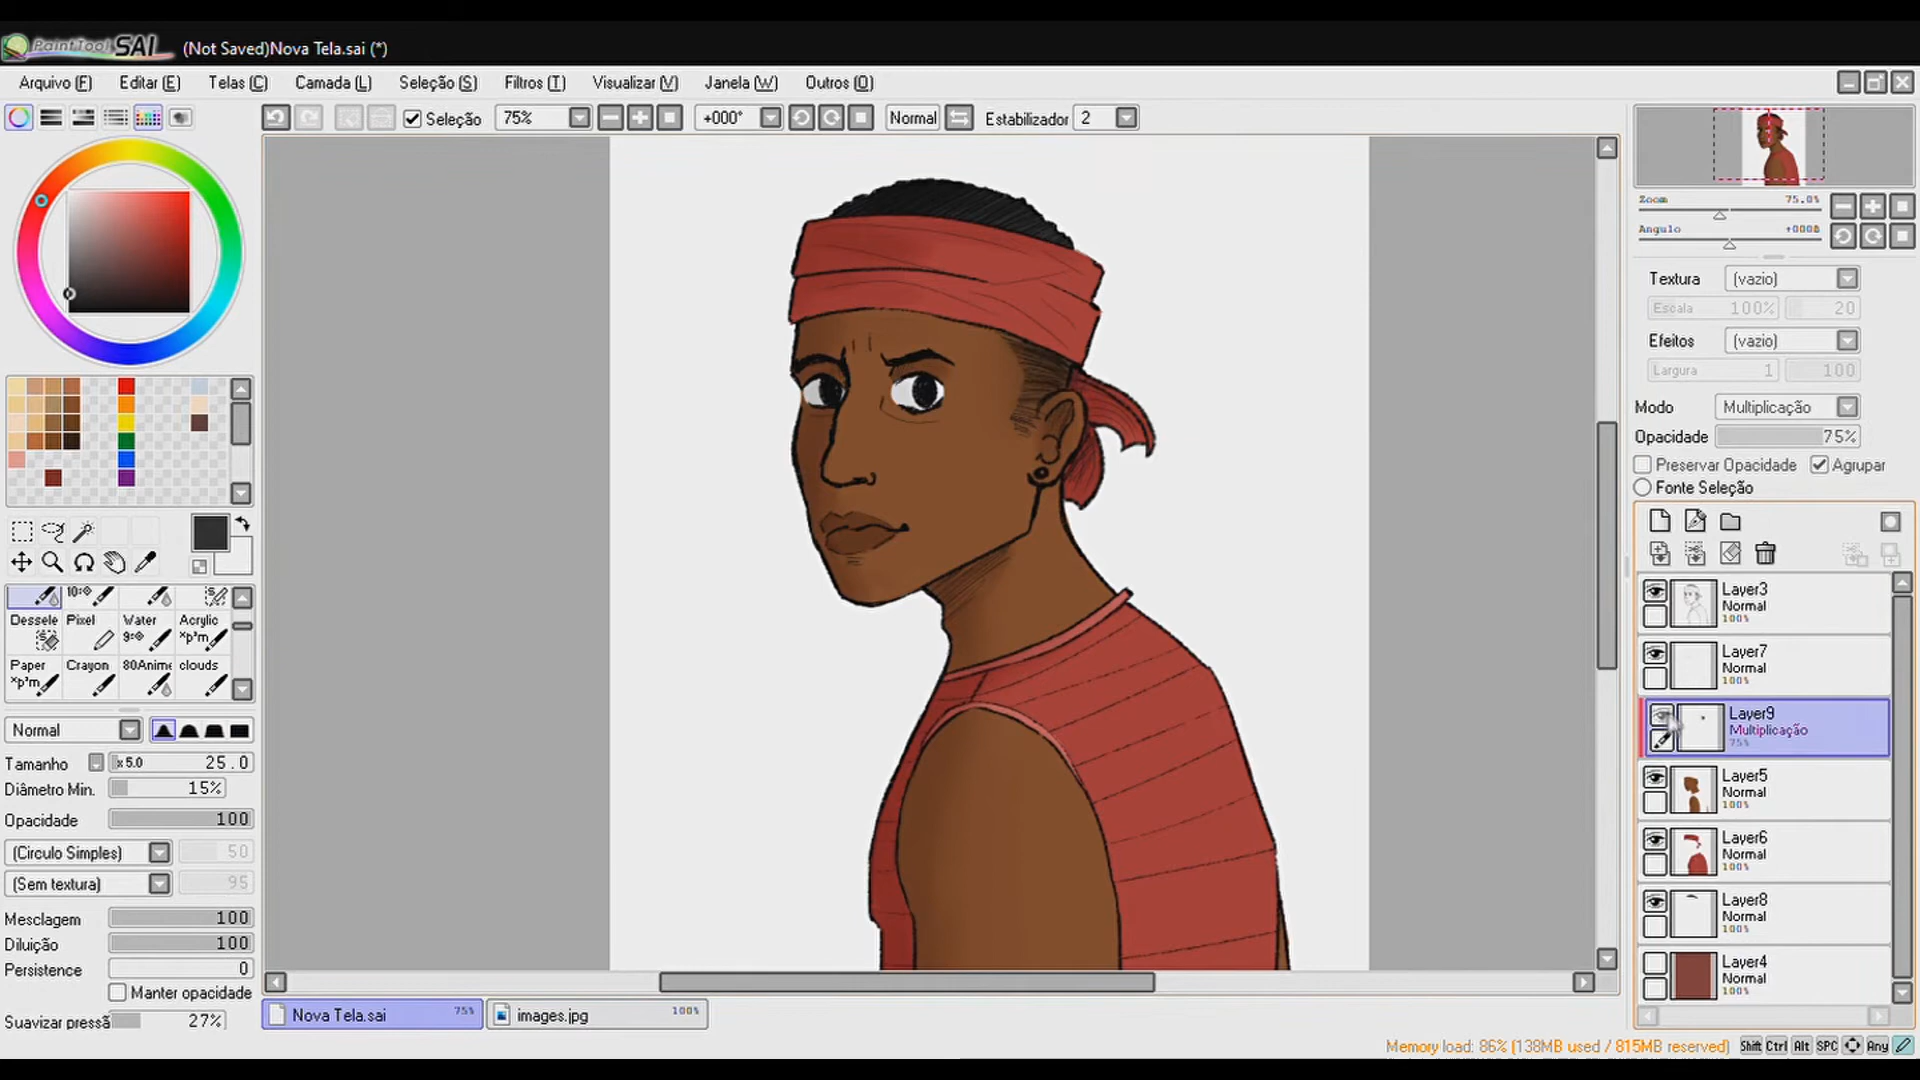 PaintTool SAI (Not Saved)Nova Tela.sai (*)
Arquivo (F) Editar (E) Telas (C) Camada (L) Seleção (S) Filtros (T) Visualizar (V) Janela (W) Outros (O)
Seleção 75% +000° Normal Estabilizador 2
Zoom 75.0%
Angulo +000Â
Textura (vazio)
Escala 100% 20
Efeitos (vazio)
Largura 1 100
Modo Multiplicação
Opacidade 75%
Preservar Opacidade Agrupar
Fonte Seleção
Layer3
Normal
100%
Layer7
Normal
100%
Layer9
Multiplicação
75%
Layer5
Normal
100%
Layer6
Normal
100%
Layer8
Normal
100%
Layer4
Normal
100%
Dessele Pixel Water Acrylic
Paper Crayon 80Anime clouds
Normal
Tamanho x5.0 25.0
Diâmetro Min. 15%
Opacidade 100
(Circulo Simples) 50
(Sem textura) 95
Mesclagem 100
Diluição 100
Persistence 0
Manter opacidade
Suavizar pressã 27%
Nova Tela.sai 75% images.jpg 100%
Memory load: 86% (138MB used / 815MB reserved) Shift Ctrl Alt SPC Any